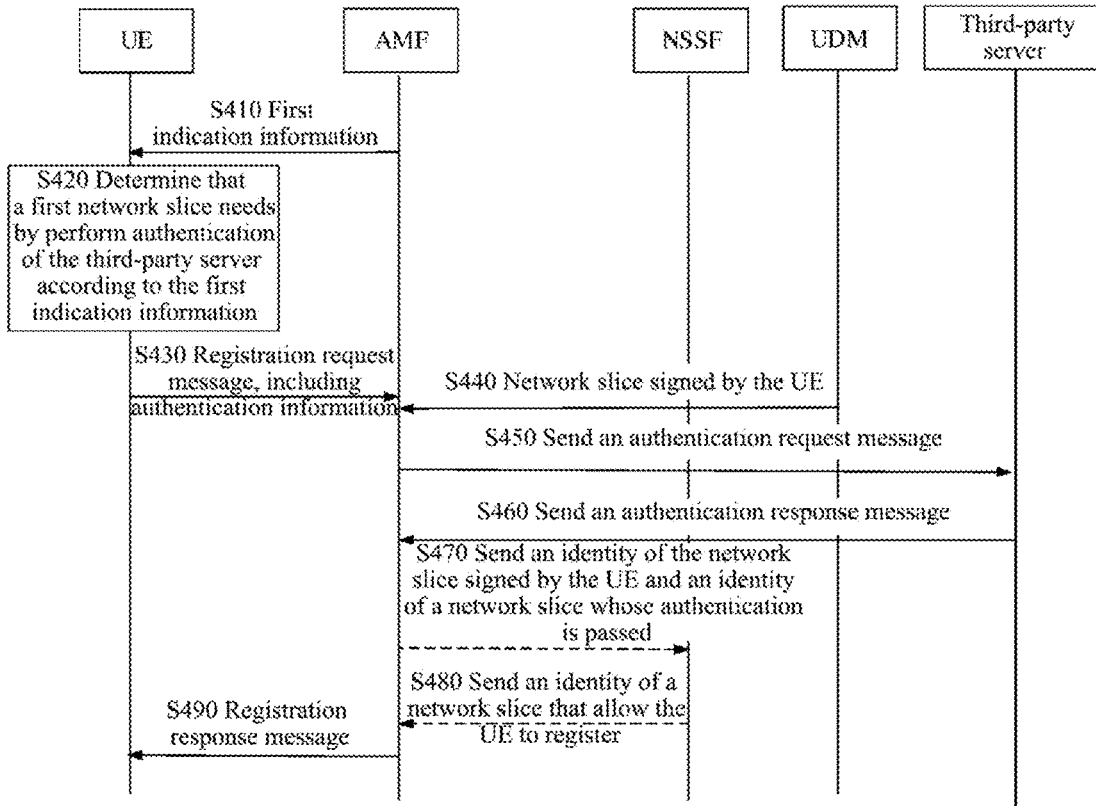 UE
AMF
NSSF
UDM
Third-party
server
S410 First
indication information
S420 Determine that
a first network slice needs
by perform authentication
of the third-party server
according to the first
indication information
S430 Registration request
message, including
authentication information
S440 Network slice signed by the UE
S450 Send an authentication request message
S460 Send an authentication response message
S470 Send an identity of the network
slice signed by the UE and an identity
of a network slice whose authentication
is passed
S480 Send an identity of a
network slice that allow the
UE to register
S490 Registration
response message